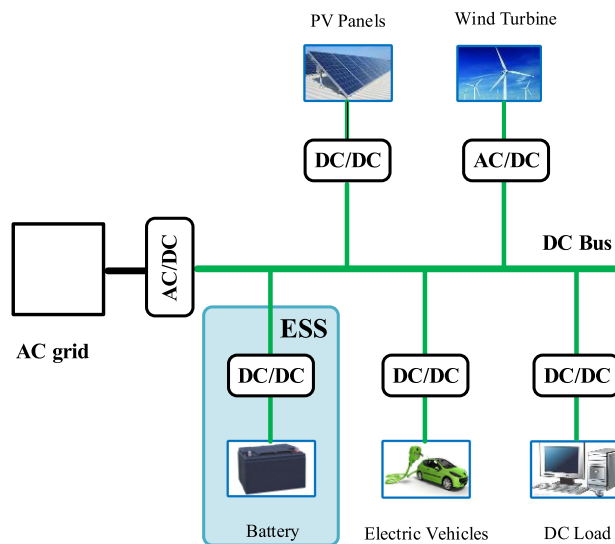 PV Panels
Wind Turbine
DC/DC
AC/DC
DC Bus
AC/DC
AC grid
ESS
DC/DC
DC/DC
DC/DC
Battery
Electric Vehicles
DC Load